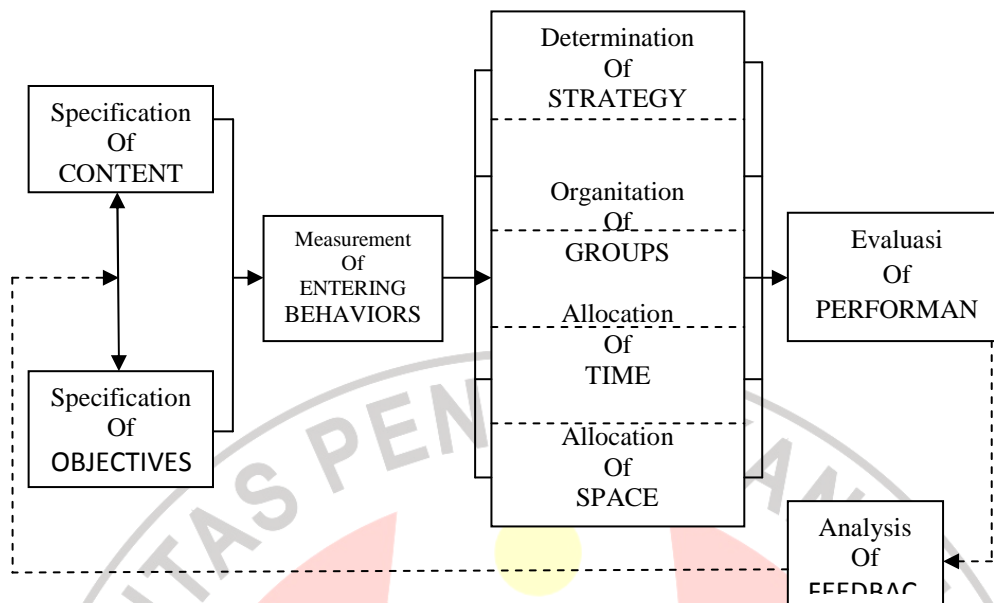 Specification
Of
CONTENT
Specification
Of
OBJECTIVES
Measurement
Of
ENTERING
BEHAVIORS
Determination
Of
STRATEGY
Organitation
Of
GROUPS
Allocation
Of
TIME
Allocation
Of
SPACE
Evaluasi
Of
PERFORMAN
Analysis
Of
FEEDBAC